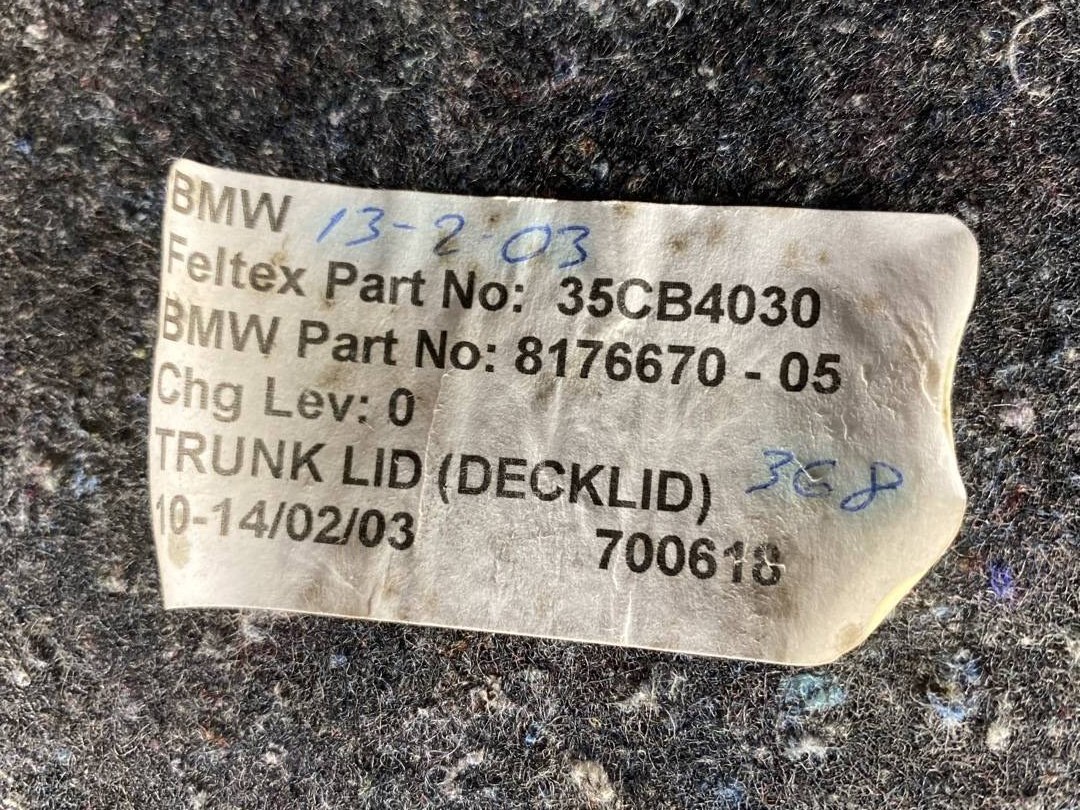 BMW 13-2-03
Feltex Part No: 35CB4030
BMW Part No: 8176670 - 05
Chg Lev: 0
TRUNK LID (DECKLID) 368
10-14/02/03 700618